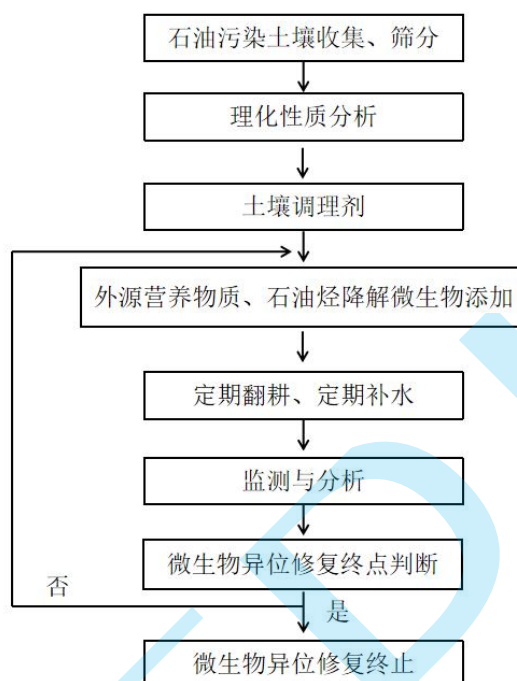 石油污染土壤收集、筛分
理化性质分析
土壤调理剂
外源营养物质、石油烃降解微生物添加
定期翻耕、定期补水
监测与分析
微生物异位修复终点判断
否
是
微生物异位修复终止